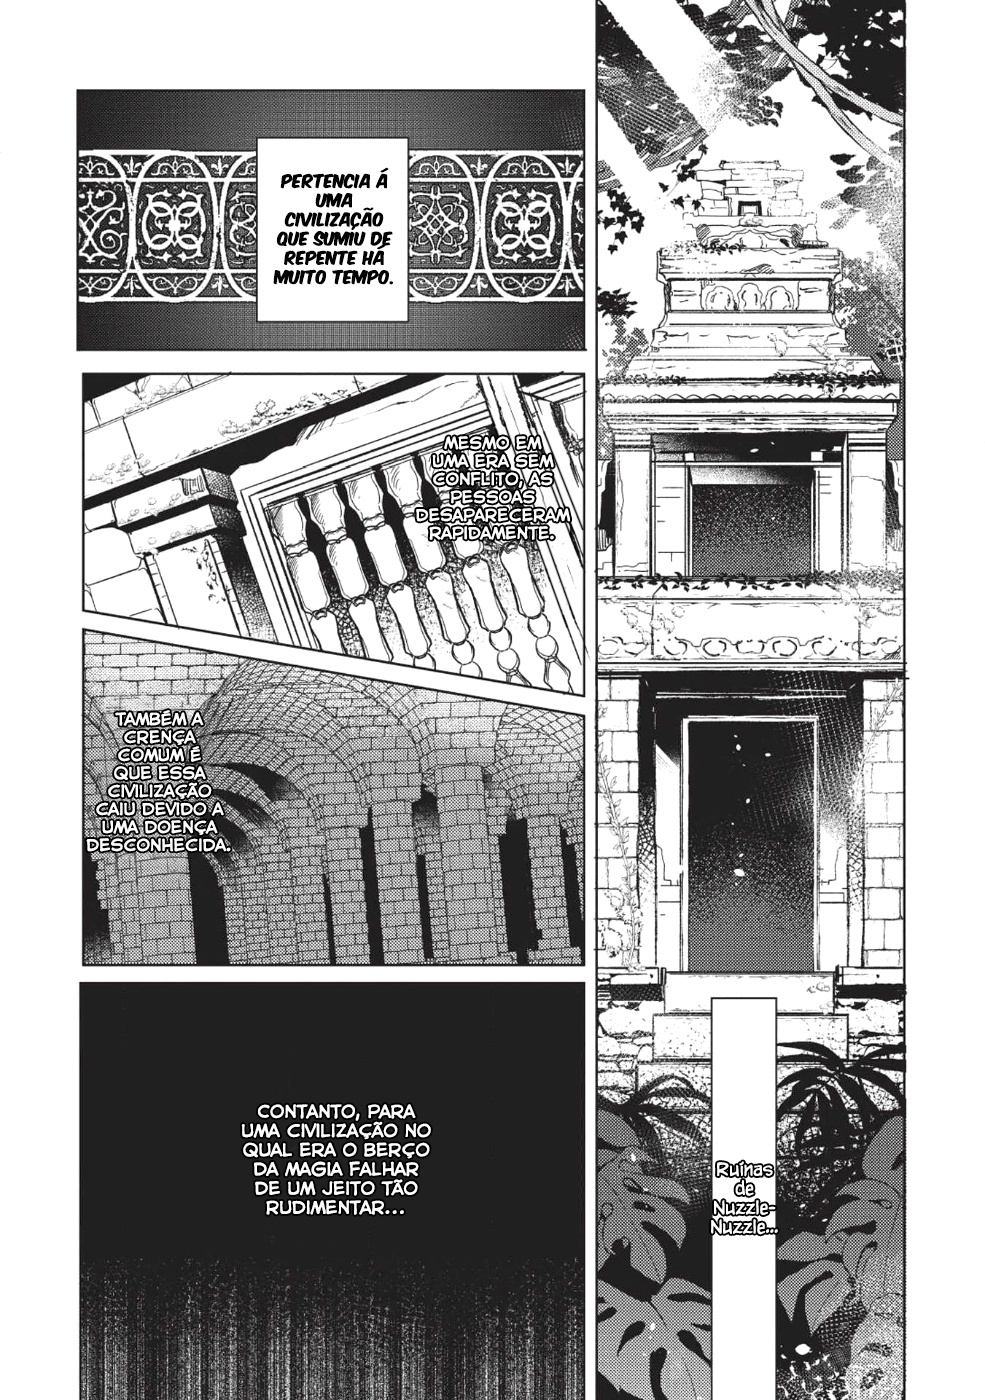 Ruínas
de
Nuzzle-
Nuzzle...
PERTENCIA Á
UMA
CIVILIZAÇÃO
QUE SUMIU DE
REPENTE HÁ
MUITO TEMPO.
MESMO EM
UMA ERA SEM
CONFLITO, AS
PESSOAS
DESAPARECERAM
RAPIDAMENTE.
TAMBÉM A
CRENÇA
COMUM É
QUE ESSA
CIVILIZAÇÃO
CAIU DEVIDO A
UMA DOENÇA
DESCONHECIDA.
CONTANTO, PARA
UMA CIVILIZAÇÃO NO
QUAL ERA O BERÇO
DA MAGIA FALHAR
DE UM JEITO TÃO
RUDIMENTAR...